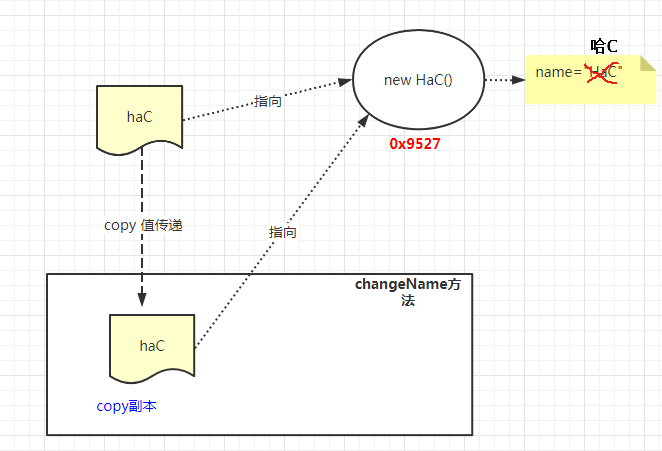 哈C
name="HaC"
new HaC()
haC
指向
0x9527
copy 值传递
指向
changeName方
法
haC
copy副本